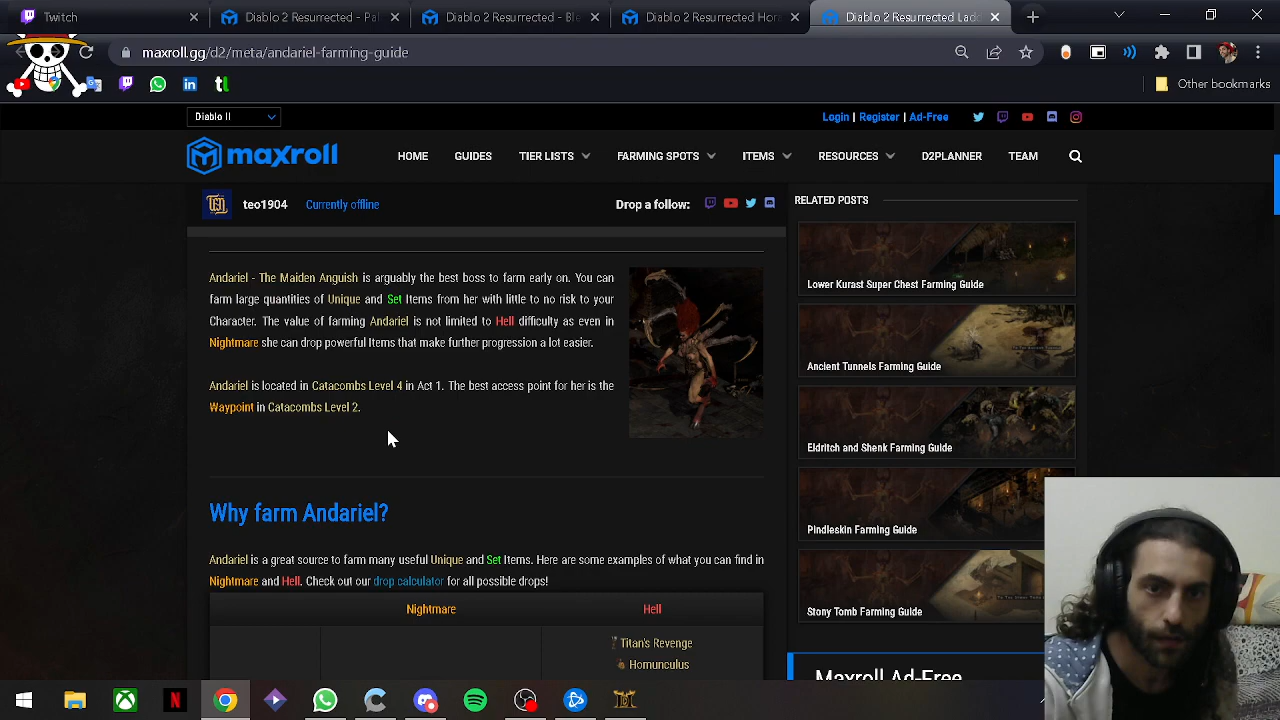 Twitch
Diablo 2 Resurrected - Pal
Diablo 2 Resurrected - Ble
Diablo 2 Resurrected Hora
Diablo 2 Resurrected Lad
maxroll.gg/d2/meta/andariel-farming-guide
Other bookmarks
Diablo II
Login | Register | Ad-Free
maxroll
HOME
GUIDES
TIER LISTS
FARMING SPOTS
ITEMS
RESOURCES
D2PLANNER
TEAM
teo1904
Currently offline
Drop a follow:
RELATED POSTS
Andariel - The Maiden Anguish is arguably the best boss to farm early on. You can
farm large quantities of Unique and Set Items from her with little to no risk to your
Character. The value of farming Andariel is not limited to Hell difficulty as even in
Nightmare she can drop powerful Items that make further progression a lot easier.
Andariel is located in Catacombs Level 4 in Act 1. The best access point for her is the
Waypoint in Catacombs Level 2.
Lower Kurast Super Chest Farming Guide
Ancient Tunnels Farming Guide
Eldritch and Shenk Farming Guide
Pindleskin Farming Guide
Stony Tomb Farming Guide
Why farm Andariel?
Andariel is a great source to farm many useful Unique and Set Items. Here are some examples of what you can find in
Nightmare and Hell. Check out our drop calculator for all possible drops!
Nightmare
Hell
Titan's Revenge
Homunculus
Maxroll Ad-Free